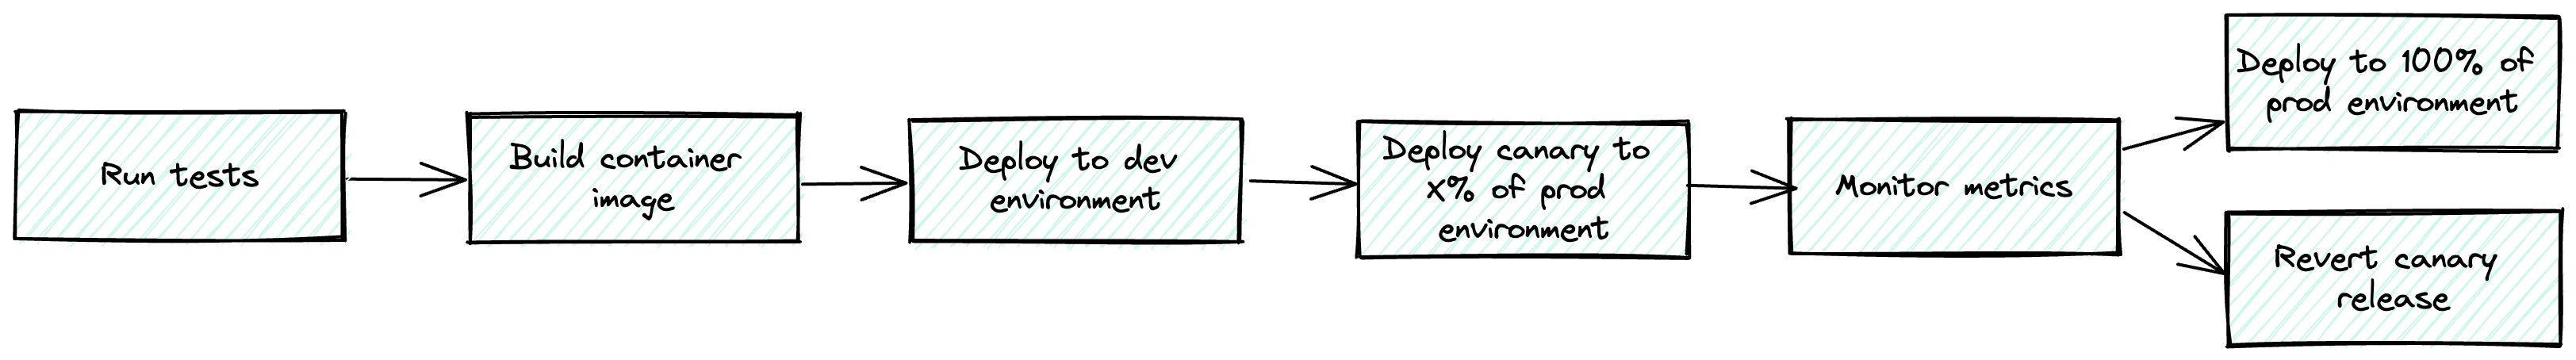 Run tests
Build container
image
Deploy to dev
environment
Deploy canary to
X% of prod
environment
Monitor metrics
Deploy to 100% of
prod environment
Revert canary
release